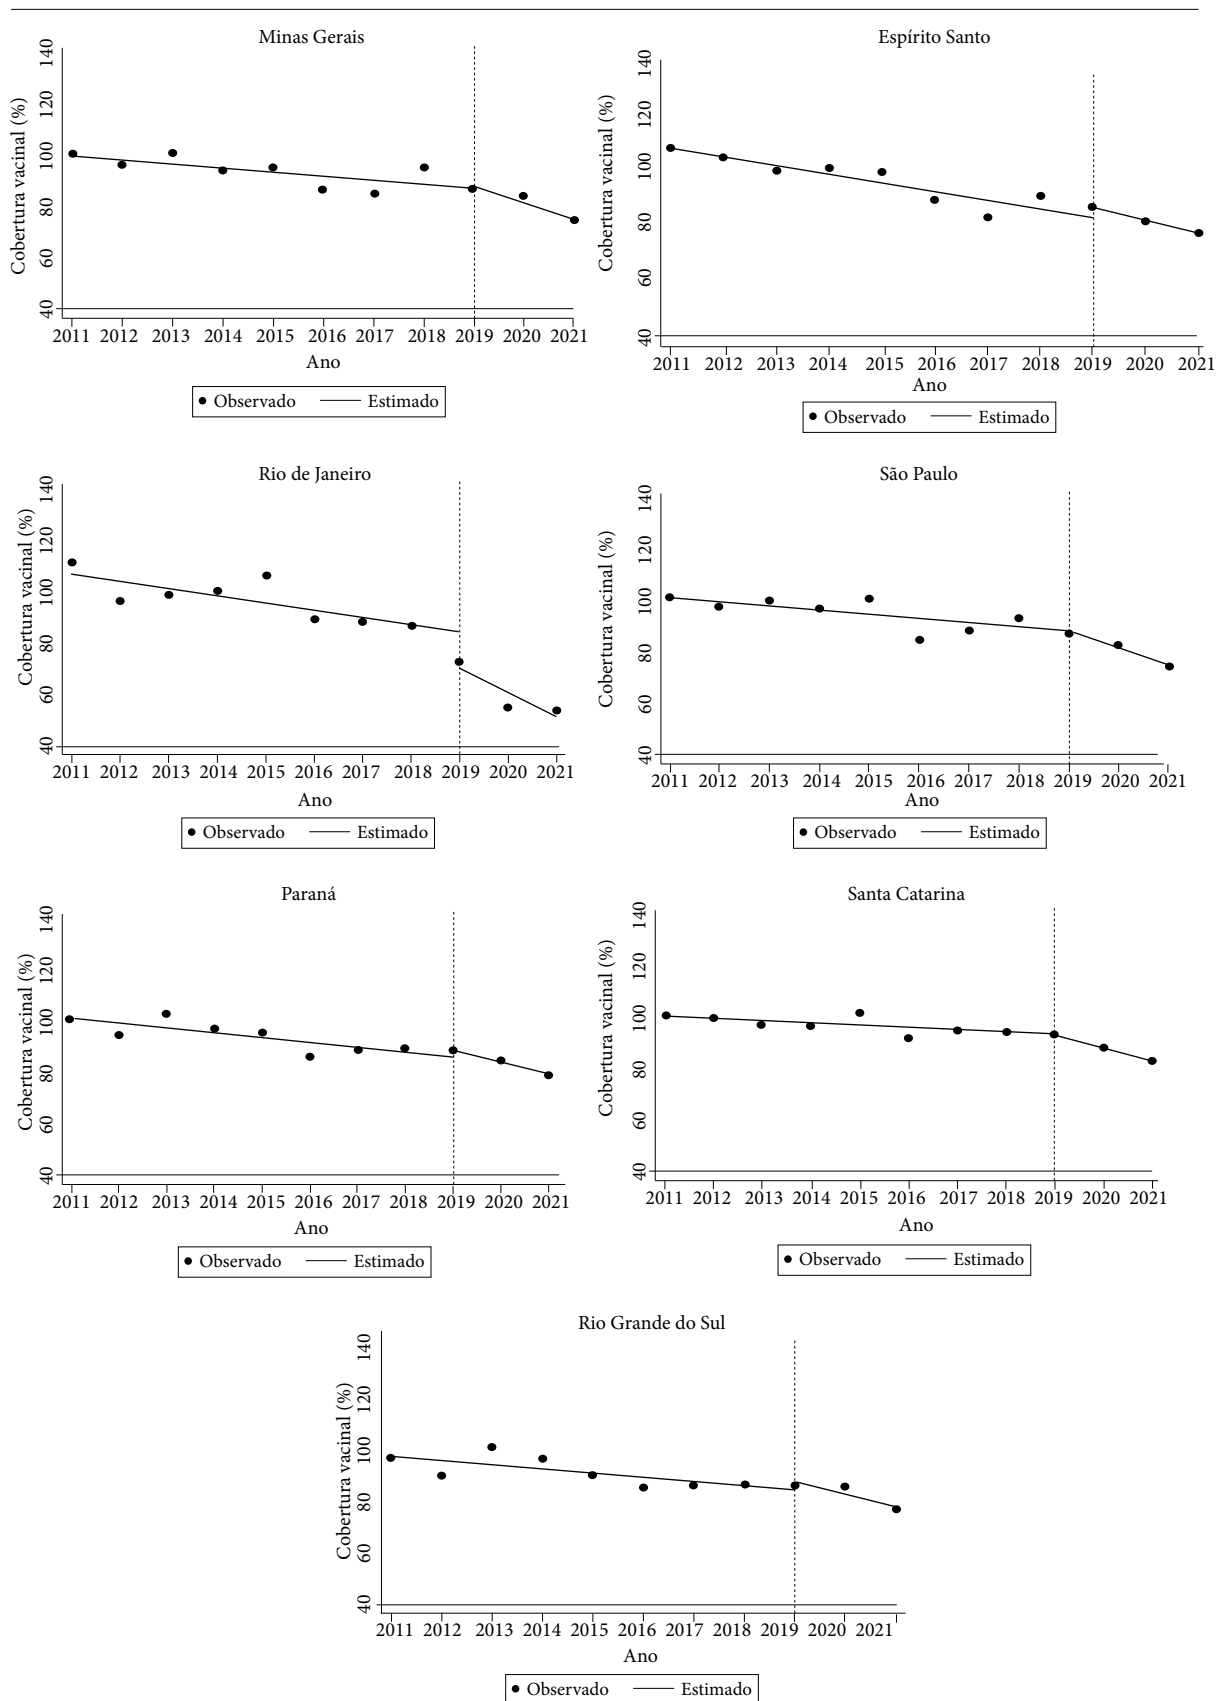 Minas Gerais
Cobertura vacinal (%)
140
120
100
80
60
40
2011 2012 2013 2014 2015 2016 2017 2018 2019 2020 2021
Ano
Observado Estimado
Espírito Santo
Cobertura vacinal (%)
140
120
100
80
60
40
2011 2012 2013 2014 2015 2016 2017 2018 2019 2020 2021
Ano
Observado Estimado
Rio de Janeiro
Cobertura vacinal (%)
140
120
100
80
60
40
2011 2012 2013 2014 2015 2016 2017 2018 2019 2020 2021
Ano
Observado Estimado
São Paulo
Cobertura vacinal (%)
140
120
100
80
60
40
2011 2012 2013 2014 2015 2016 2017 2018 2019 2020 2021
Ano
Observado Estimado
Paraná
Cobertura vacinal (%)
140
120
100
80
60
40
2011 2012 2013 2014 2015 2016 2017 2018 2019 2020 2021
Ano
Observado Estimado
Santa Catarina
Cobertura vacinal (%)
140
120
100
80
60
40
2011 2012 2013 2014 2015 2016 2017 2018 2019 2020 2021
Ano
Observado Estimado
Rio Grande do Sul
Cobertura vacinal (%)
140
120
100
80
60
40
2011 2012 2013 2014 2015 2016 2017 2018 2019 2020 2021
Ano
Observado Estimado